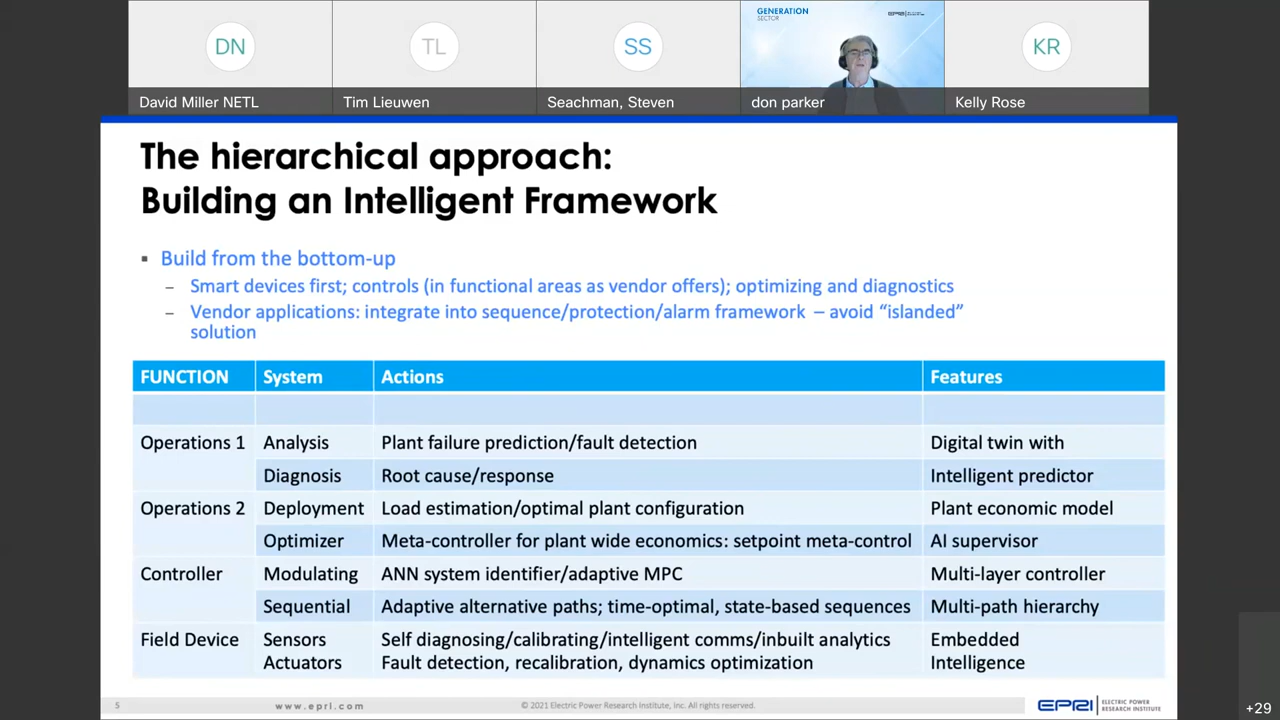 GENERATION
SECTOR
DN
TL
SS
KR
David Miller NETL
Tim Lieuwen
Seachman, Steven
don parker
Kelly Rose
The hierarchical approach:
Building an Intelligent Framework
▪ Build from the bottom-up
– Smart devices first; controls (in functional areas as vendor offers); optimizing and diagnostics
– Vendor applications: integrate into sequence/protection/alarm framework – avoid “islanded”
solution
FUNCTION System Actions Features
Operations 1 Analysis Plant failure prediction/fault detection Digital twin with
Diagnosis Root cause/response Intelligent predictor
Operations 2 Deployment Load estimation/optimal plant configuration Plant economic model
Optimizer Meta-controller for plant wide economics: setpoint meta-control AI supervisor
Controller Modulating ANN system identifier/adaptive MPC Multi-layer controller
Sequential Adaptive alternative paths; time-optimal, state-based sequences Multi-path hierarchy
Field Device Sensors Self diagnosing/calibrating/intelligent comms/inbuilt analytics Embedded
Actuators Fault detection, recalibration, dynamics optimization Intelligence
5 www.epri.com © 2021 Electric Power Research Institute, Inc. All rights reserved. EPRI ELECTRIC POWER
RESEARCH INSTITUTE
+29